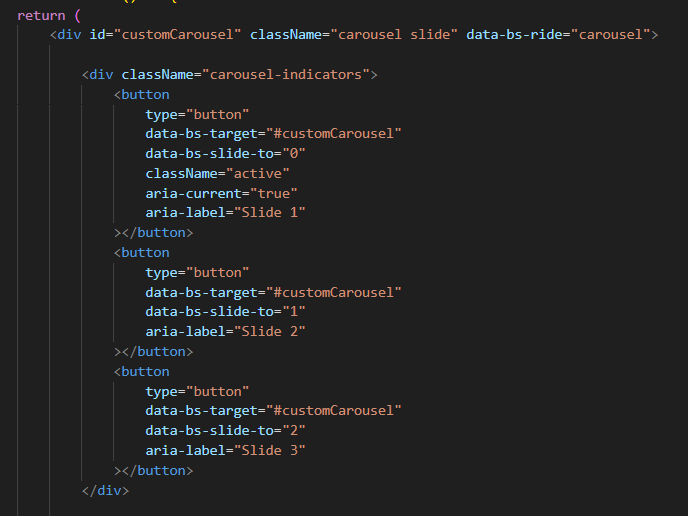 return (
<div id="customCarousel" className="carousel slide" data-bs-ride="carousel">
<div className="carousel-indicators">
<button
type="button"
data-bs-target="#customCarousel"
data-bs-slide-to="0"
className="active"
aria-current="true"
aria-label="Slide 1"
></button>
<button
type="button"
data-bs-target="#customCarousel"
data-bs-slide-to="1"
aria-label="Slide 2"
></button>
<button
type="button"
data-bs-target="#customCarousel"
data-bs-slide-to="2"
aria-label="Slide 3"
></button>
</div>